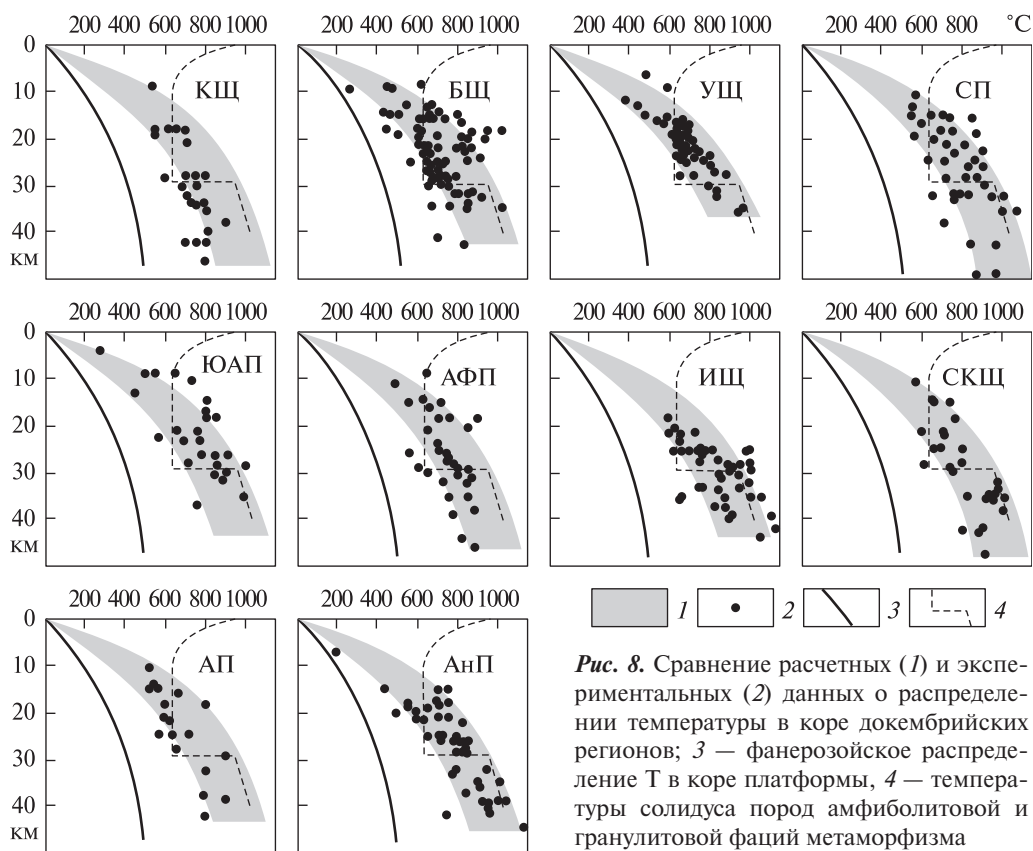 200 400 600 800 1000 200 400 600 800 1000 200 400 600 800 1000 200 400 600 800 °C
0
10
20
30
40
КМ
КЩ
БЩ
УЩ
СП
200 400 600 800 1000 200 400 600 800 1000 200 400 600 800 1000 200 400 600 800 1000
0
10
20
30
40
КМ
ЮАП
АФП
ИЩ
СКЩ
200 400 600 800 1000 200 400 600 800 1000
0
10
20
30
40
КМ
АП
АнП
1 2 3 4
Рис. 8. Сравнение расчетных (1) и экспе-
риментальных (2) данных о распределе-
нии температуры в коре докембрийских
регионов; 3 — фанерозойское распреде-
ление Т в коре платформы, 4 — темпера-
туры солидуса пород амфиболитовой и
гранулитовой фаций метаморфизма